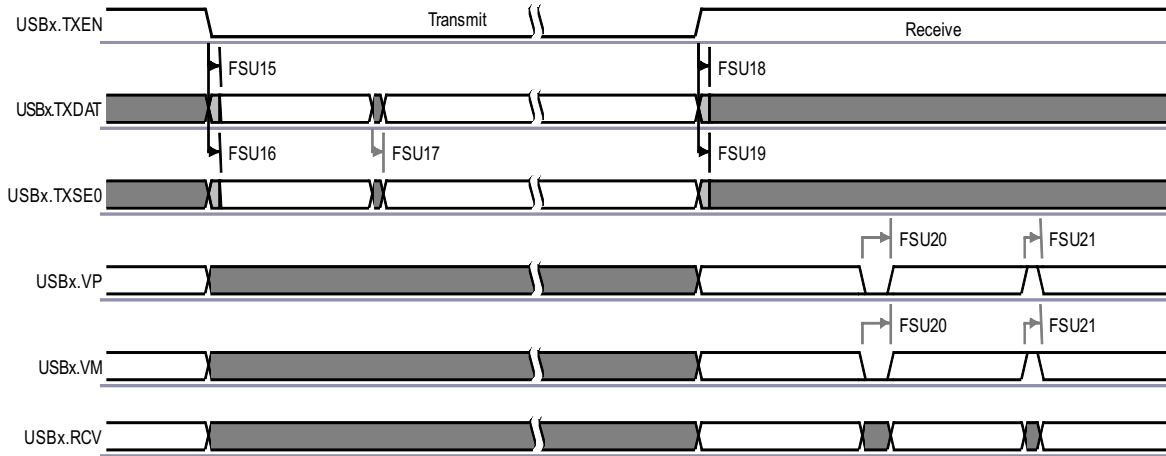 USBx.TXEN
Transmit
Receive
FSU15
FSU18
USBx.TXDAT
FSU16
FSU17
FSU19
USBx.TXSE0
FSU20
FSU21
USBx.VP
FSU20
FSU21
USBx.VM
USBx.RCV